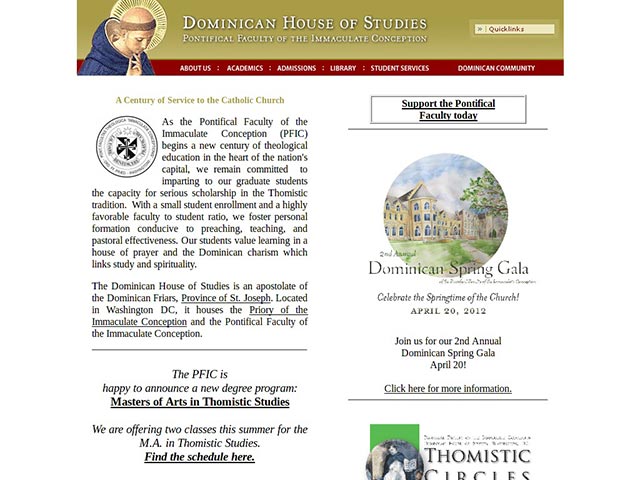 DOMINICAN HOUSE OF STUDIES
PONTIFICAL FACULTY OF THE IMMACULATE CONCEPTION
Quicklinks
ABOUT US : ACADEMICS : ADMISSIONS : LIBRARY : STUDENT SERVICES DOMINICAN COMMUNITY
A Century of Service to the Catholic Church
As the Pontifical Faculty of the
Immaculate Conception (PFIC)
begins a new century of theological
education in the heart of the nation's
capital, we remain committed to
imparting to our graduate students
the capacity for serious scholarship in the Thomistic
tradition. With a small student enrollment and a highly
favorable faculty to student ratio, we foster personal
formation conducive to preaching, teaching, and
pastoral effectiveness. Our students value learning in a
house of prayer and the Dominican charism which
links study and spirituality.
The Dominican House of Studies is an apostolate of
the Dominican Friars, Province of St. Joseph. Located
in Washington DC, it houses the Priory of the
Immaculate Conception and the Pontifical Faculty of
the Immaculate Conception.
The PFIC is
happy to announce a new degree program:
Masters of Arts in Thomistic Studies
We are offering two classes this summer for the
M.A. in Thomistic Studies.
Find the schedule here.
Support the Pontifical
Faculty today
2nd Annual
Dominican Spring Gala
of the Pontifical Faculty of the Immaculate Conception
Celebrate the Springtime of the Church!
APRIL 20, 2012
Join us for our 2nd Annual
Dominican Spring Gala
April 20!
Click here for more information.
THOMISTIC
CIRCLES